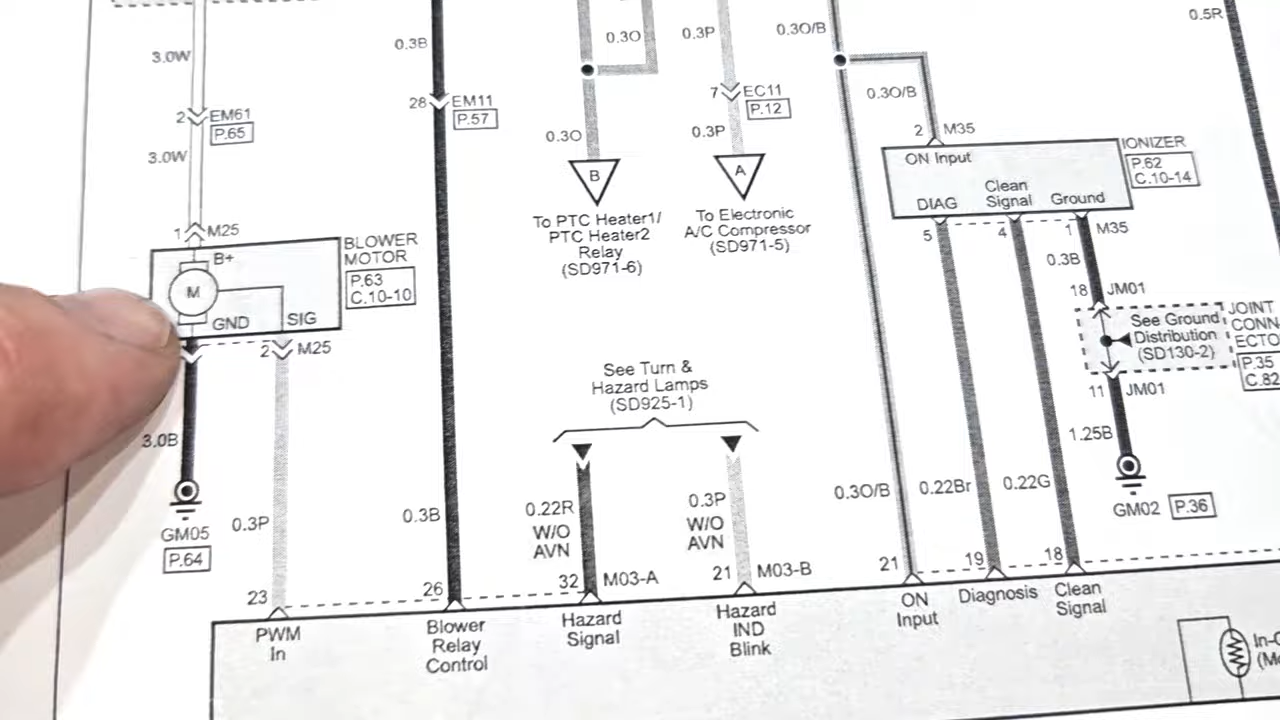 3.0W
2
EM61
P.65
3.0W
1
M25
BLOWER
MOTOR
P.63
C.10-10
B+
M
GND
SIG
2
M25
3.0B
GM05
P.64
0.3P
23
PWM
In
0.3B
28
EM11
P.57
0.3B
26
Blower
Relay
Control
0.3O
0.3O
B
To PTC Heater1/
PTC Heater2
Relay
(SD971-6)
0.3P
7
EC11
P.12
0.3P
A
To Electronic
A/C Compressor
(SD971-5)
See Turn &
Hazard Lamps
(SD925-1)
0.22R
W/O
AVN
32
M03-A
Hazard
Signal
0.3P
W/O
AVN
21
M03-B
Hazard
IND
Blink
0.3O/B
0.3O/B
2
M35
IONIZER
P.62
C.10-14
ON Input
DIAG
Clean
Signal
Ground
5
4
1
M35
0.3B
18
JM01
See Ground
Distribution
(SD130-2)
JOINT
CONN
ECTO
P.35
C.82
11
JM01
1.25B
GM02
P.36
0.3O/B
0.22Br
0.22G
21
19
18
ON
Input
Diagnosis
Clean
Signal
0.5R